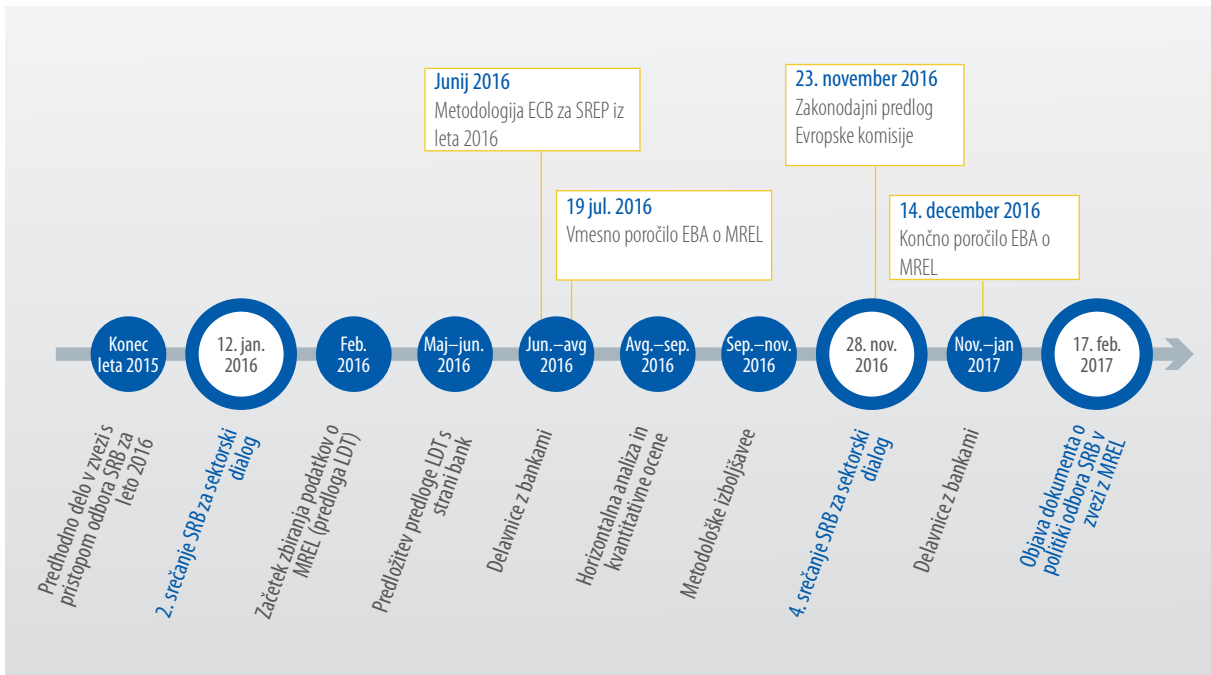 Junij 2016
Metodologija ECB za SREP iz
leta 2016
23. november 2016
Zakonodajni predlog
Evropske komisije
19 jul. 2016
Vmesno poročilo EBA o MREL
14. december 2016
Končno poročilo EBA o
MREL
Konec
leta 2015
12. jan.
2016
Feb.
2016
Maj–jun.
2016
Jun.–avg
2016
Avg.–sep.
2016
Sep.–nov.
2016
28. nov.
2016
Nov.–jan
2017
17. feb.
2017
Predhodno delo v zvezi s
pristopom odbora SRB za
leto 2016
2. srečanje SRB za sektorski
dialog
Začetek zbiranja podatkov o
MREL (predloga LDT)
Predložitev predloge LDT s
strani bank
Delavnice z bankami
Horizontalna analiza in
kvantitativne ocene
Metodološke izboljšavee
4. srečanje SRB za sektorski
dialog
Delavnice z bankami
Objava dokumenta o
politiki odbora SRB v
zvezi z MREL